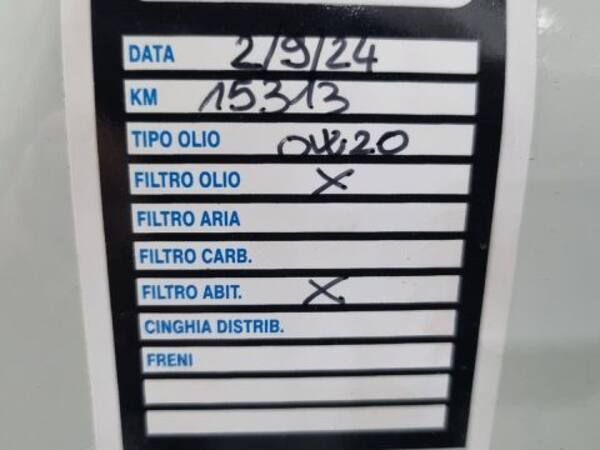 DATA 2/9/24
KM 15313
TIPO OLIO 0W20
FILTRO OLIO X
FILTRO ARIA
FILTRO CARB.
FILTRO ABIT. X
CINGHIA DISTRIB.
FRENI